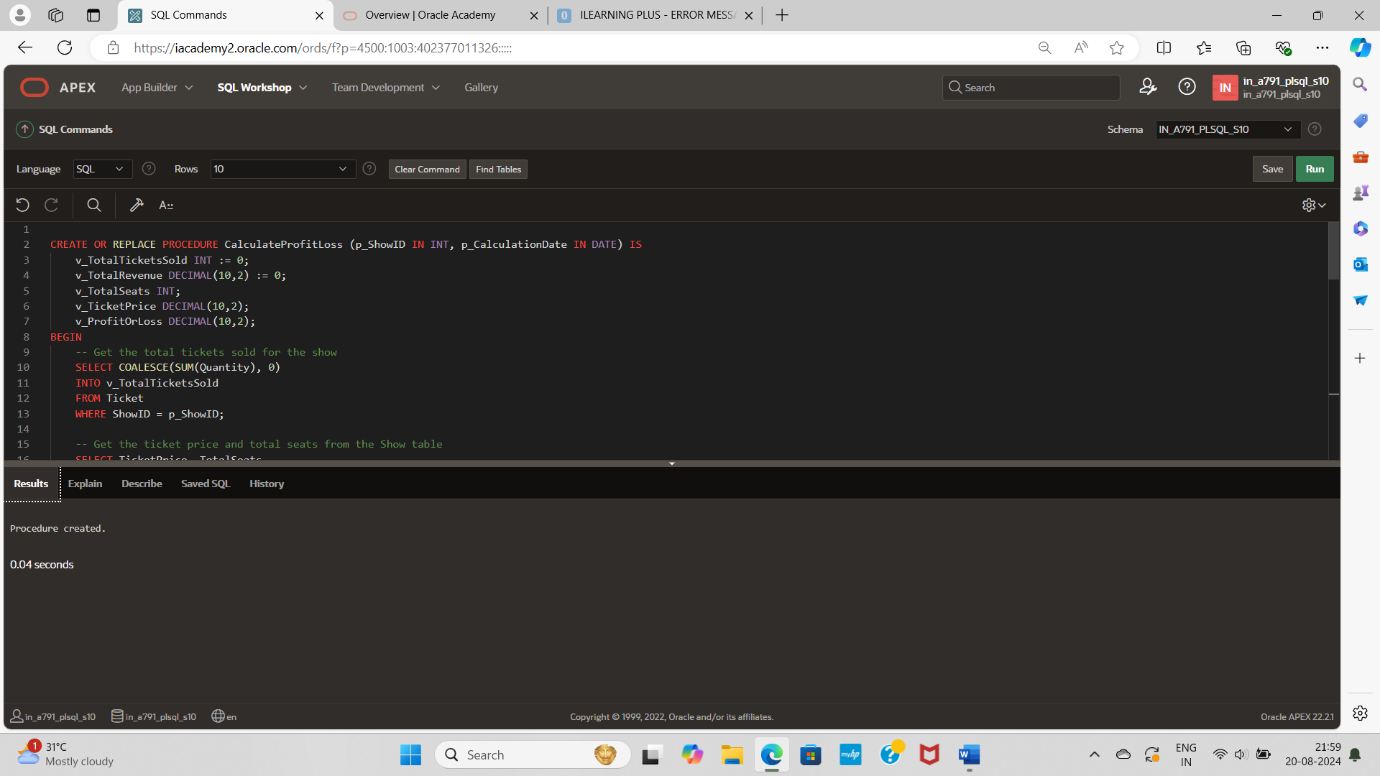 SQL Commands
Overview | Oracle Academy
ILEARNING PLUS - ERROR MESS
https://iacademy2.oracle.com/ords/f?p=4500:1003:402377011326:::::
APEX App Builder SQL Workshop Team Development Gallery Search IN in_a791_plsql_s10
in_a791_plsql_s10
SQL Commands Schema IN_A791_PLSQL_S10
Language SQL Rows 10 Clear Command Find Tables Save Run
A::
1
2 CREATE OR REPLACE PROCEDURE CalculateProfitLoss (p_ShowID IN INT, p_CalculationDate IN DATE) IS
3 v_TotalTicketsSold INT := 0;
4 v_TotalRevenue DECIMAL(10,2) := 0;
5 v_TotalSeats INT;
6 v_TicketPrice DECIMAL(10,2);
7 v_ProfitOrLoss DECIMAL(10,2);
8 BEGIN
9 -- Get the total tickets sold for the show
10 SELECT COALESCE(SUM(Quantity), 0)
11 INTO v_TotalTicketsSold
12 FROM Ticket
13 WHERE ShowID = p_ShowID;
14
15 -- Get the ticket price and total seats from the Show table
16 SELECT TicketPrice, TotalSeats
Results Explain Describe Saved SQL History
Procedure created.
0.04 seconds
in_a791_plsql_s10 in_a791_plsql_s10 en Copyright © 1999, 2022, Oracle and/or its affiliates. Oracle APEX 22.2.1
1 31°C
Mostly cloudy
Search
myhp
ENG
IN
21:59
20-08-2024